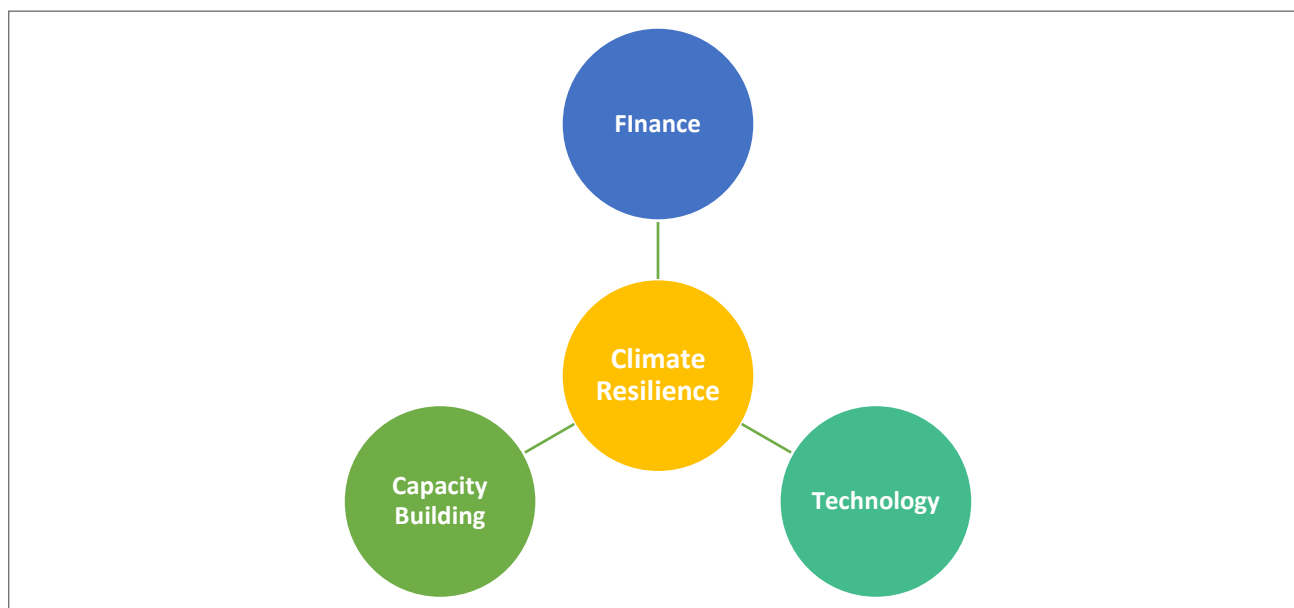 FInance
Climate
Resilience
Capacity
Building
Technology